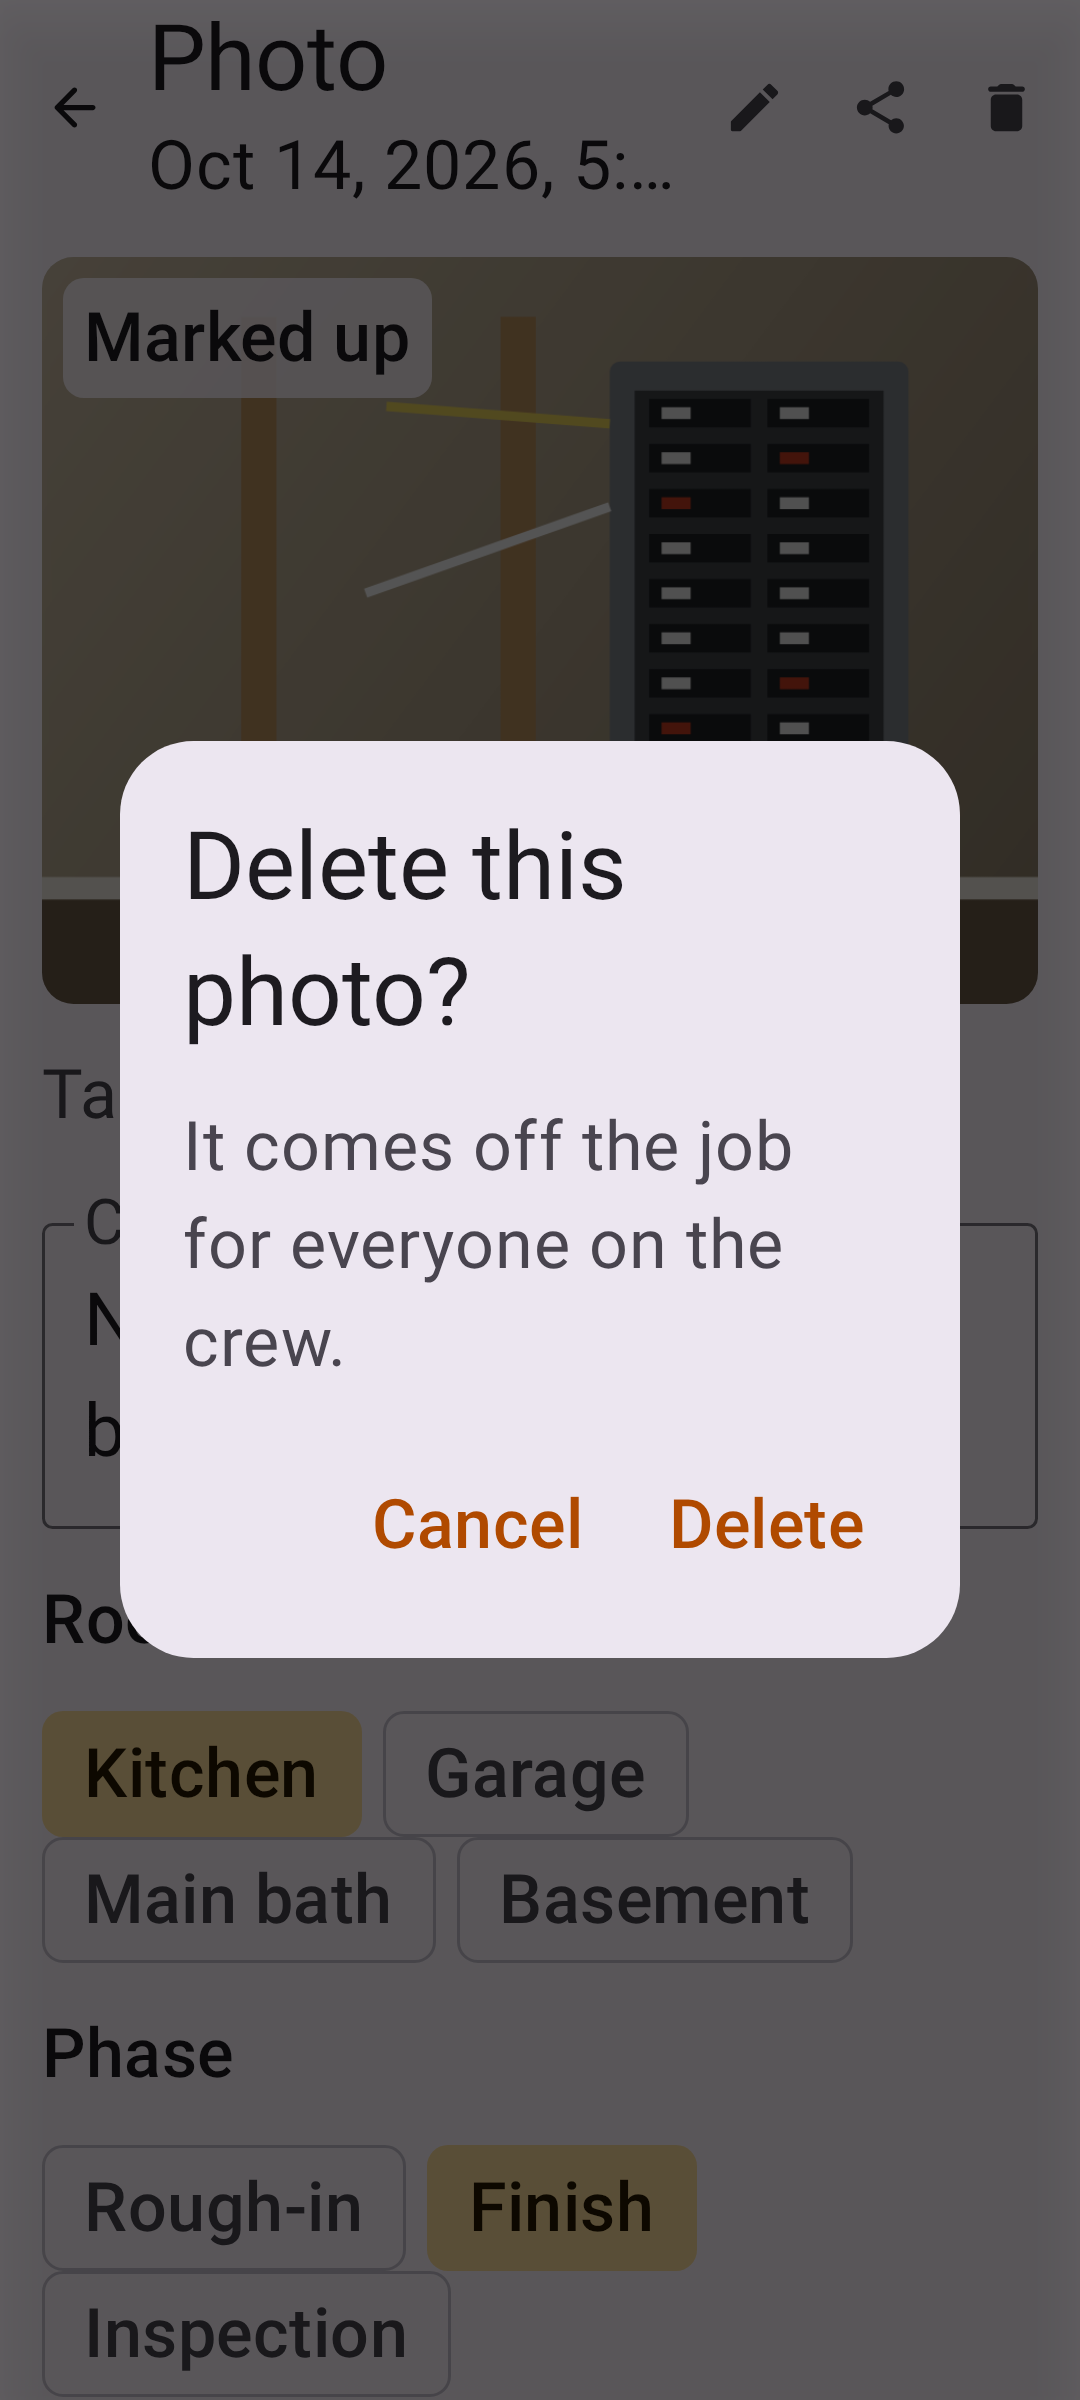 Photo
Oct 14, 2026, 5:…
Marked up
Delete this
photo?
It comes off the job
for everyone on the
crew.
Cancel Delete
Kitchen Garage
Main bath Basement
Phase
Rough-in Finish
Inspection